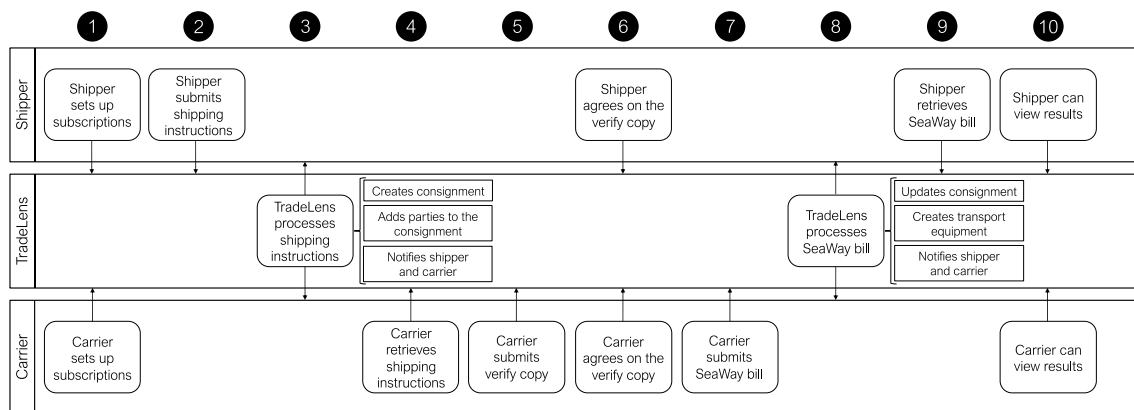 1
2
3
4
5
6
7
8
9
10
Shipper
Shipper
sets up
subscriptions
Shipper
submits
shipping
instructions
Shipper
agrees on the
verify copy
Shipper
retrieves
SeaWay bill
Shipper can
view results
TradeLens
TradeLens
processes
shipping
instructions
Creates consignment
Adds parties to the
consignment
Notifies shipper
and carrier
TradeLens
processes
SeaWay bill
Updates consignment
Creates transport
equipment
Notifies shipper
and carrier
Carrier
Carrier
sets up
subscriptions
Carrier
retrieves
shipping
instructions
Carrier
submits
verify copy
Carrier
agrees on the
verify copy
Carrier
submits
SeaWay bill
Carrier can
view results